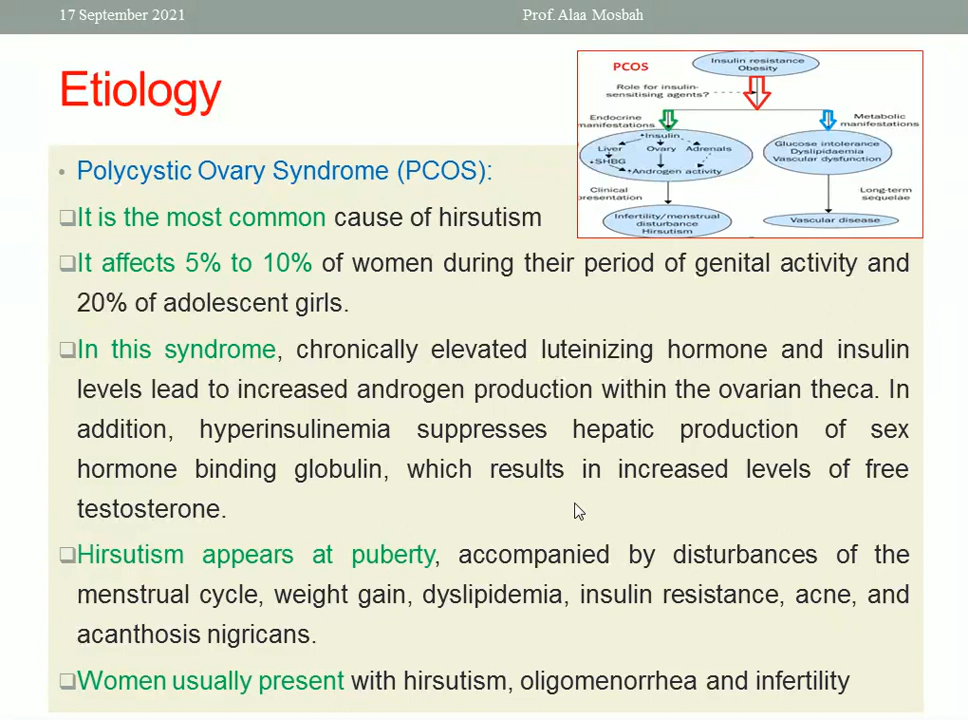 17 September 2021
Prof. Alaa Mosbah
Etiology
PCOS
Insulin resistance
Obesity
Role for insulin-
sensitising agents?
Endocrine
manifestations
Metabolic
manifestations
Insulin
Liver Ovary Adrenals
SHBG
Androgen activity
Glucose intolerance
Dyslipidaemia
Vascular dysfunction
Clinical
presentation
Long-term
sequelae
Infertility/menstrual
disturbance
Hirsutism
Vascular disease
• Polycystic Ovary Syndrome (PCOS):
❑It is the most common cause of hirsutism
❑It affects 5% to 10% of women during their period of genital activity and
20% of adolescent girls.
❑In this syndrome, chronically elevated luteinizing hormone and insulin
levels lead to increased androgen production within the ovarian theca. In
addition, hyperinsulinemia suppresses hepatic production of sex
hormone binding globulin, which results in increased levels of free
testosterone.
❑Hirsutism appears at puberty, accompanied by disturbances of the
menstrual cycle, weight gain, dyslipidemia, insulin resistance, acne, and
acanthosis nigricans.
❑Women usually present with hirsutism, oligomenorrhea and infertility